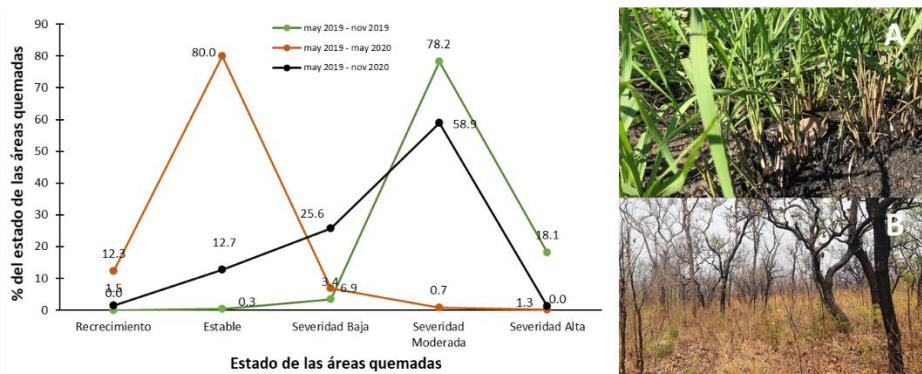 % del estado de las áreas quemadas
90
80
70
60
50
40
30
20
10
0
may 2019 - nov 2019
may 2019 - may 2020
may 2019 - nov 2020
12.3
1.5
0.0
80.0
12.7
0.3
25.6
3.4
6.9
78.2
58.9
0.7
18.1
1.3
0.0
Recrecimiento
Estable
Severidad Baja
Severidad
Moderada
Severidad Alta
Estado de las áreas quemadas
A
B